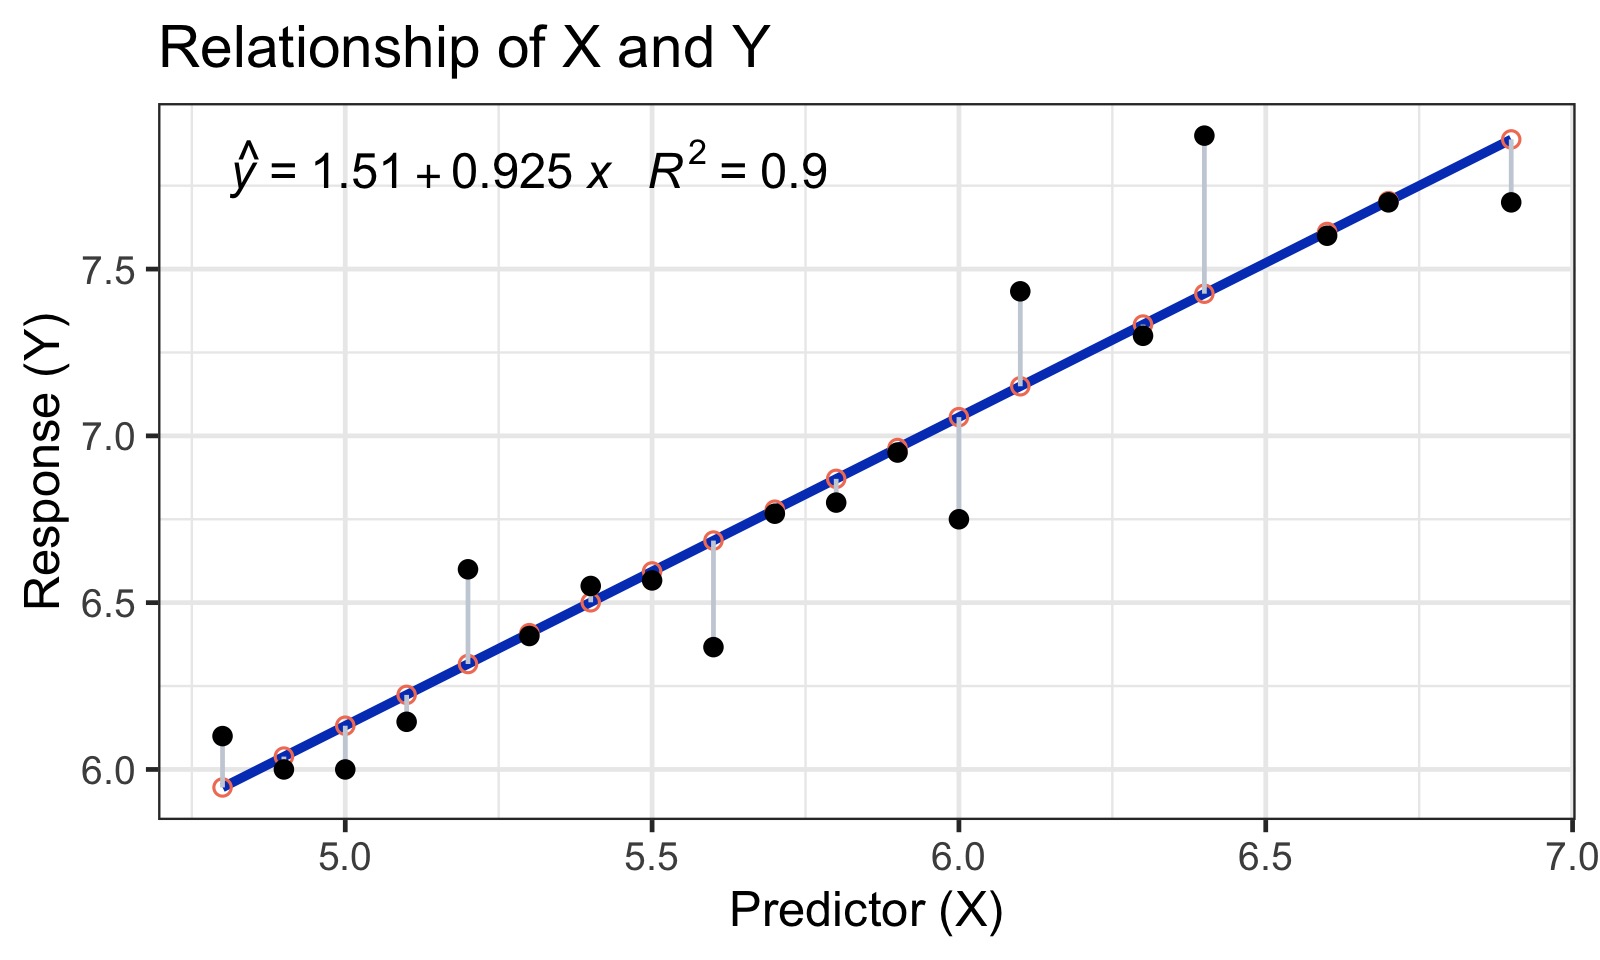 Relationship of X and Y
ŷ = 1.51 + 0.925 x R² = 0.9
Response (Y)
7.5
7.0
6.5
6.0
5.0 5.5 6.0 6.5 7.0
Predictor (X)